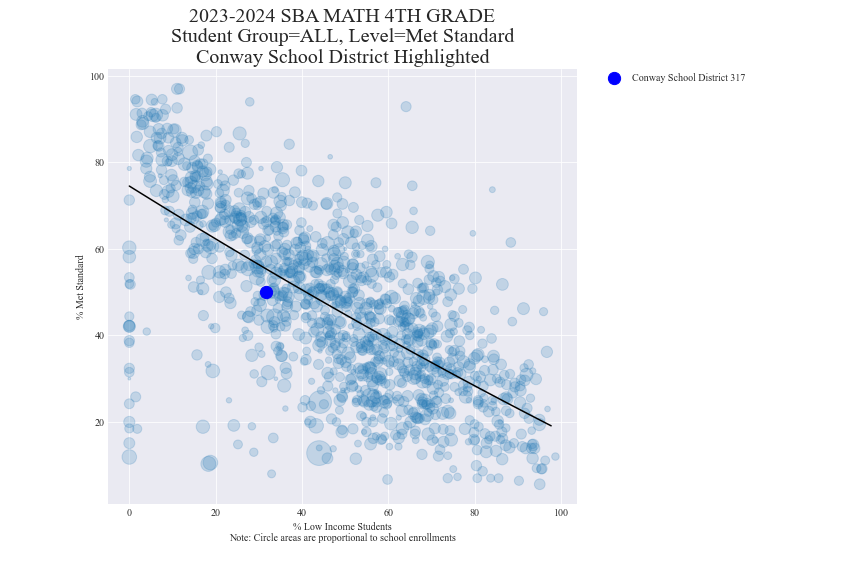 2023-2024 SBA MATH 4TH GRADE
Student Group=ALL, Level=Met Standard
Conway School District Highlighted
Conway School District 317
100
80
60
40
20
% Met Standard
0 20 40 60 80 100
% Low Income Students
Note: Circle areas are proportional to school enrollments